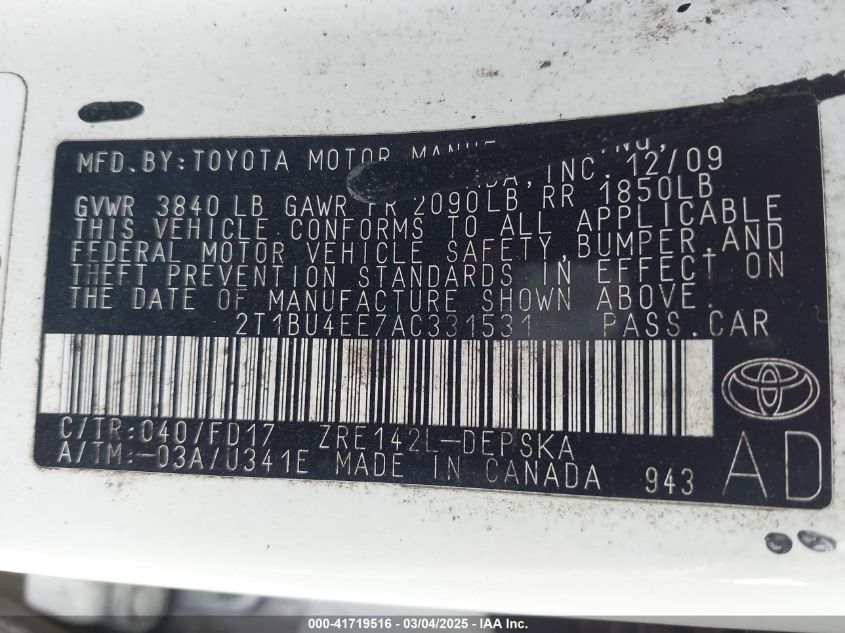 MFD. BY: TOYOTA MOTOR
INC. 12/09
GVWR 3840 LB GAWR FR 2090LB RR 1850LB
THIS VEHICLE CONFORMS TO ALL APPLICABLE
FEDERAL MOTOR VEHICLE SAFETY, BUMPER, AND
THEFT PREVENTION STANDARDS IN EFFECT ON
THE DATE OF MANUFACTURE SHOWN ABOVE.
2T1BU4EE7AC331531 PASS. CAR
C/TR: 040/FD17 ZRE142L-DEPSKA
A/TM: -03A/U341E MADE IN CANADA 943
AD
000-41719516 - 03/04/2025 - IAA Inc.